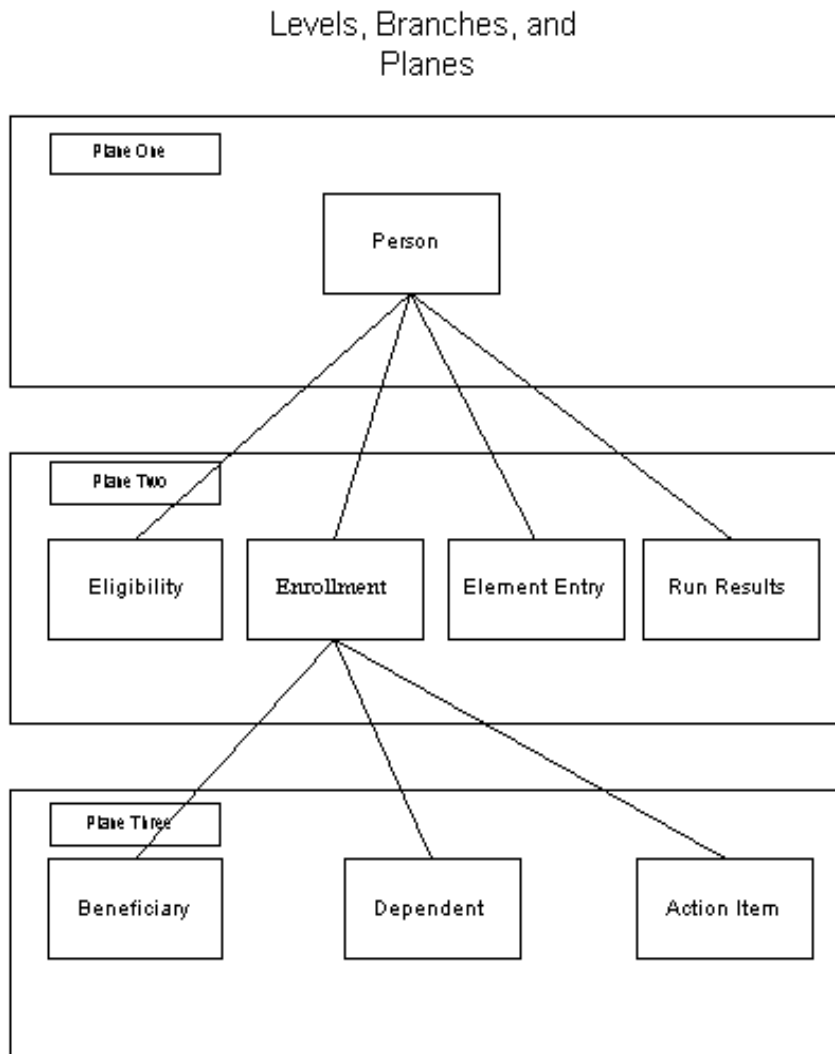 Levels, Branches, and
Planes
Plane One
Person
Plane Two
Eligibility
Enrollment
Element Entry
Run Results
Plane Three
Beneficiary
Dependent
Action Item